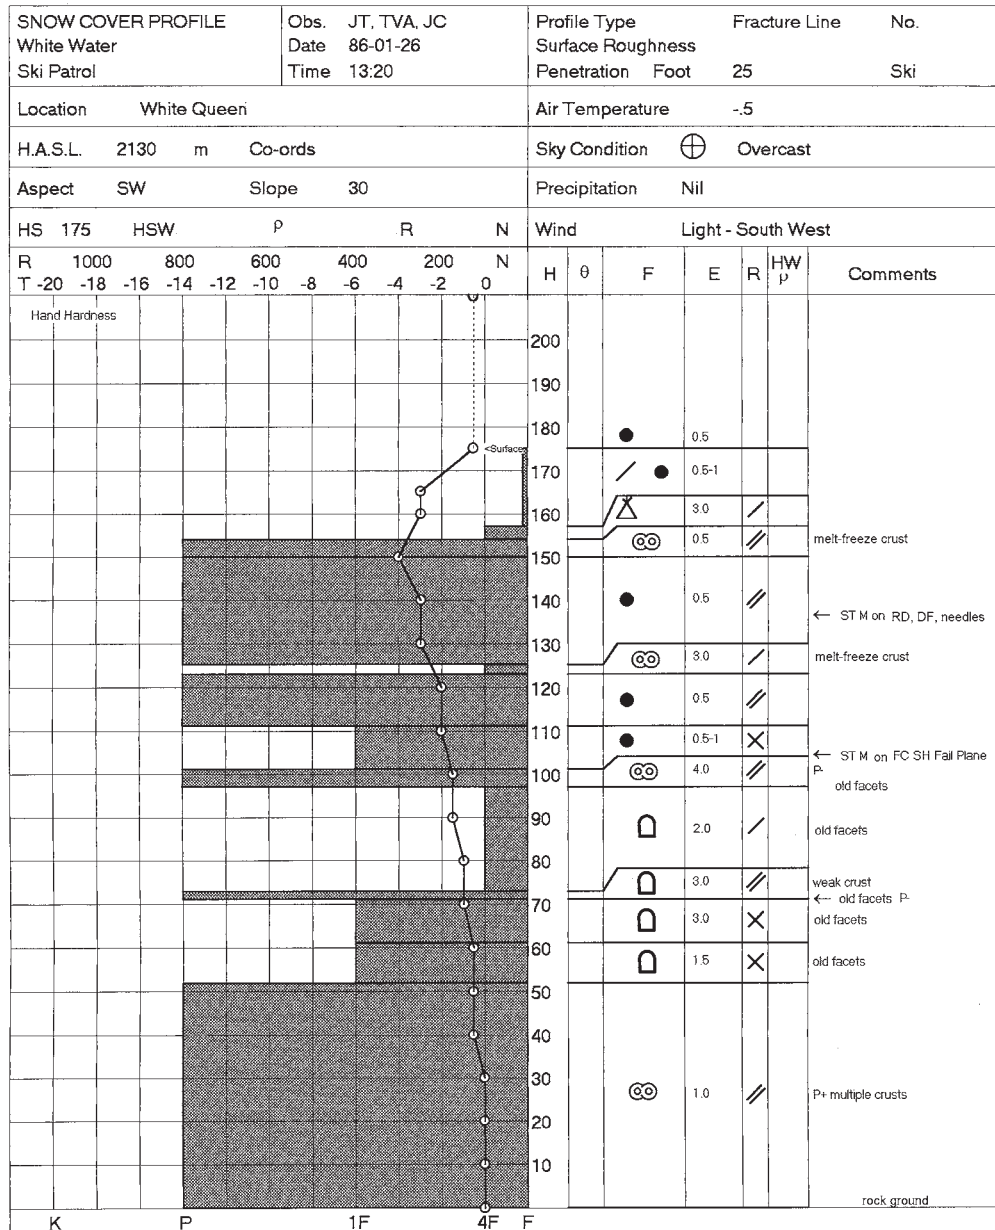 SNOW COVER PROFILE Obs. JT, TVA, JC Profile Type Fracture Line No.
White Water Date 86-01-26 Surface Roughness
Ski Patrol Time 13:20 Penetration Foot 25 Ski
Location White Queen Air Temperature -.5
H.A.S.L. 2130 m Co-ords Sky Condition ⊕ Overcast
Aspect SW Slope 30 Precipitation Nil
HS 175 HSW ρ R N Wind Light - South West
R 1000 800 600 400 200 N H θ F E R HW ρ Comments
T -20 -18 -16 -14 -12 -10 -8 -6 -4 -2 0
Hand Hardness
200
190
180 0.5
<Surface
170 0.5-1
160 3.0
150 0.5 melt-freeze crust
140 0.5
← ST M on RD, DF, needles
130 3.0 melt-freeze crust
120 0.5
110 0.5-1
← ST M on FC SH Fail Plane
100 4.0 P-
old facets
90 2.0 old facets
80
3.0 weak crust
70 ← old facets P-
3.0 old facets
60 1.5 old facets
50
40
30 1.0 P+ multiple crusts
20
10
rock ground
K P 1F 4F F